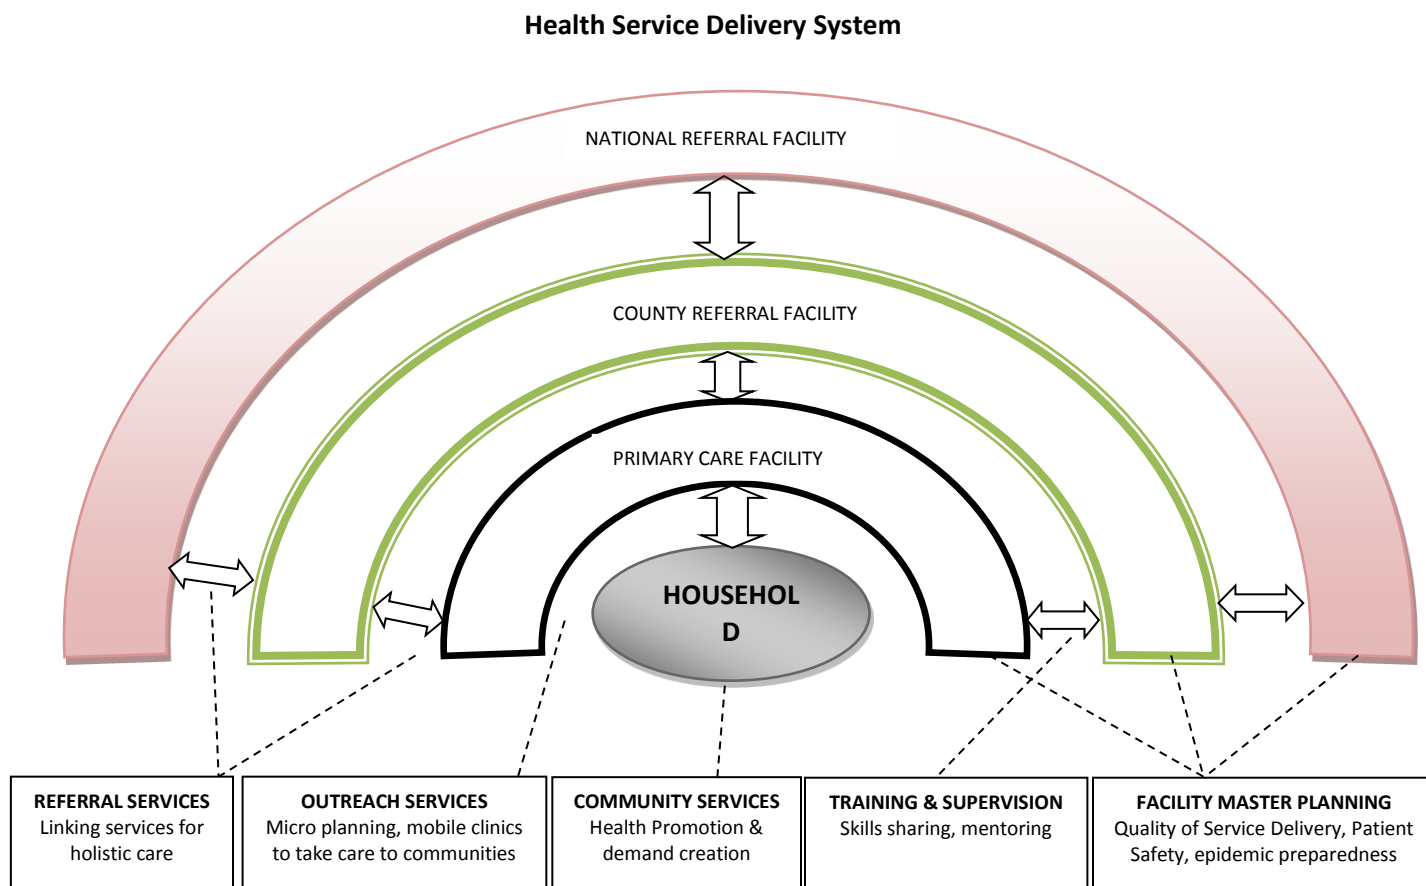 Health Service Delivery System
NATIONAL REFERRAL FACILITY
COUNTY REFERRAL FACILITY
PRIMARY CARE FACILITY
HOUSEHOL
D
REFERRAL SERVICES
Linking services for
holistic care
OUTREACH SERVICES
Micro planning, mobile clinics
to take care to communities
COMMUNITY SERVICES
Health Promotion &
demand creation
TRAINING & SUPERVISION
Skills sharing, mentoring
FACILITY MASTER PLANNING
Quality of Service Delivery, Patient
Safety, epidemic preparedness